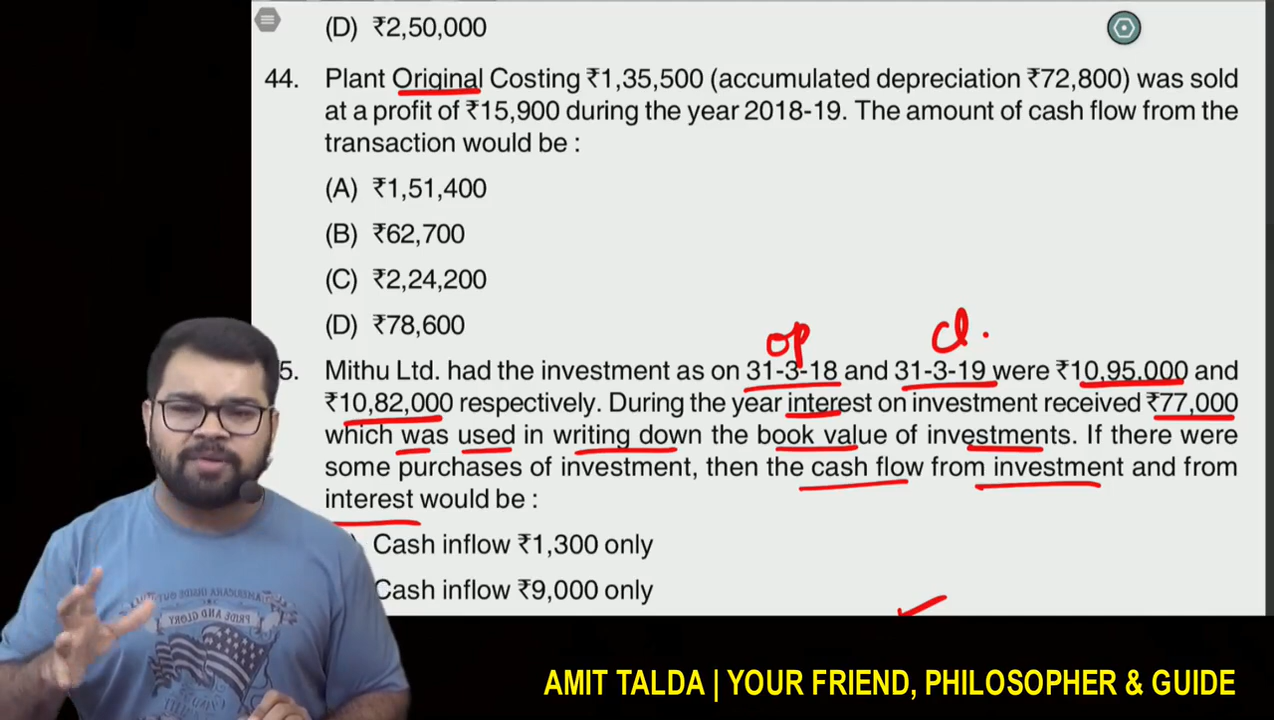 (D) ₹2,50,000
44. Plant Original Costing ₹1,35,500 (accumulated depreciation ₹72,800) was sold
at a profit of ₹15,900 during the year 2018-19. The amount of cash flow from the
transaction would be :
(A) ₹1,51,400
(B) ₹62,700
(C) ₹2,24,200
(D) ₹78,600
op cl.
5. Mithu Ltd. had the investment as on 31-3-18 and 31-3-19 were ₹10,95,000 and
₹10,82,000 respectively. During the year interest on investment received ₹77,000
which was used in writing down the book value of investments. If there were
some purchases of investment, then the cash flow from investment and from
interest would be :
) Cash inflow ₹1,300 only
Cash inflow ₹9,000 only
PRIDE AND GLORY
AMIT TALDA | YOUR FRIEND, PHILOSOPHER & GUIDE